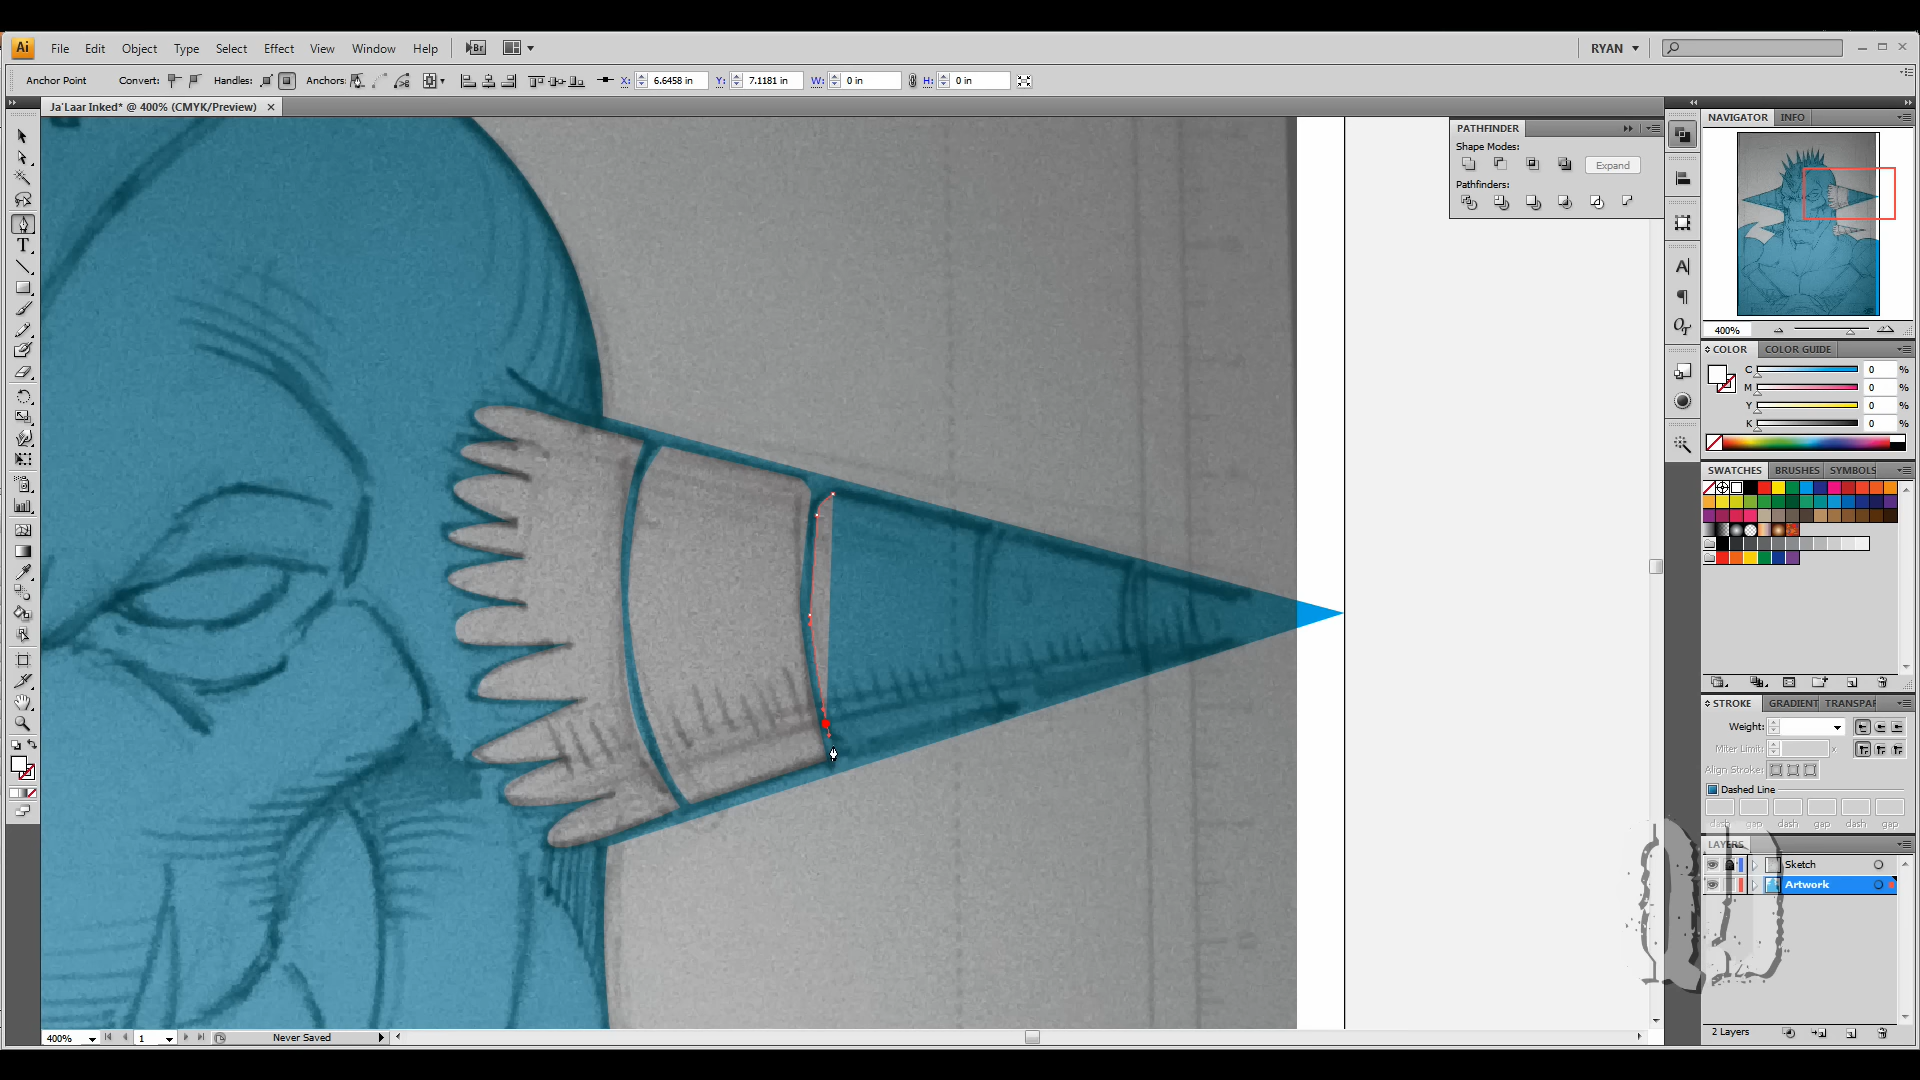 Ai File Edit Object Type Select Effect View Window Help Br RYAN
Anchor Point Convert: Handles: Anchors: X: 6.6458 in Y: 7.1181 in W: 0 in H: 0 in
Ja'Laar Inked* @ 400% (CMYK/Preview)
PATHFINDER
Shape Modes:
Expand
Pathfinders:
NAVIGATOR INFO
400%
COLOR COLOR GUIDE
C 0 %
M 0 %
Y 0 %
K 0 %
SWATCHES BRUSHES SYMBOLS
STROKE GRADIENT TRANSPAR
Weight:
Miter Limit: x
Align Stroke:
Dashed Line
dash gap dash gap dash gap
LAYERS
Sketch
Artwork
2 Layers
400% 1 Never Saved